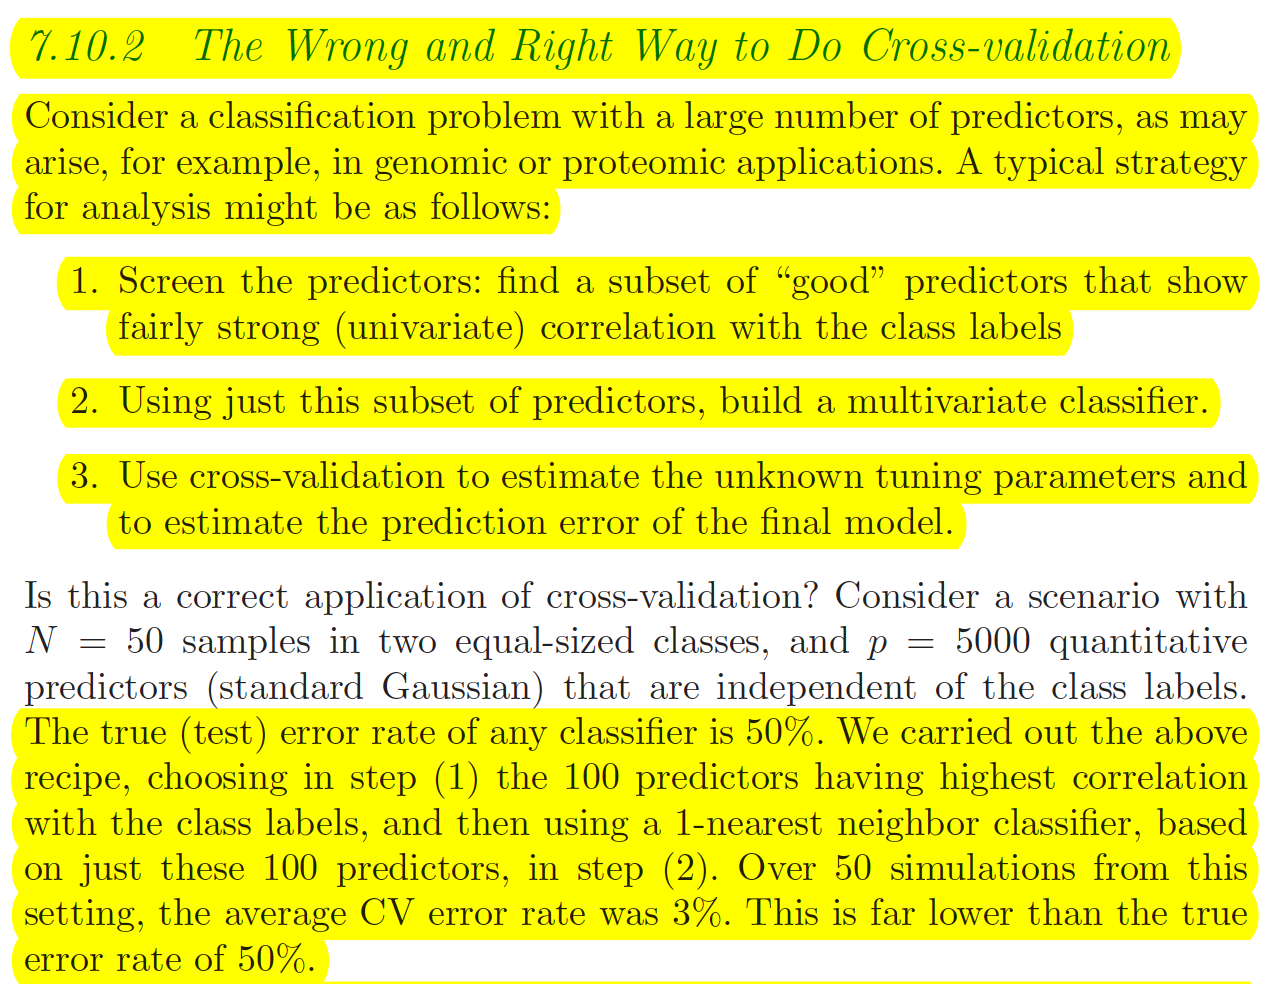 7.10.2 The Wrong and Right Way to Do Cross-validation
Consider a classification problem with a large number of predictors, as may
arise, for example, in genomic or proteomic applications. A typical strategy
for analysis might be as follows:
1. Screen the predictors: find a subset of “good” predictors that show
fairly strong (univariate) correlation with the class labels
2. Using just this subset of predictors, build a multivariate classifier.
3. Use cross-validation to estimate the unknown tuning parameters and
to estimate the prediction error of the final model.
Is this a correct application of cross-validation? Consider a scenario with
N = 50 samples in two equal-sized classes, and p = 5000 quantitative
predictors (standard Gaussian) that are independent of the class labels.
The true (test) error rate of any classifier is 50%. We carried out the above
recipe, choosing in step (1) the 100 predictors having highest correlation
with the class labels, and then using a 1-nearest neighbor classifier, based
on just these 100 predictors, in step (2). Over 50 simulations from this
setting, the average CV error rate was 3%. This is far lower than the true
error rate of 50%.